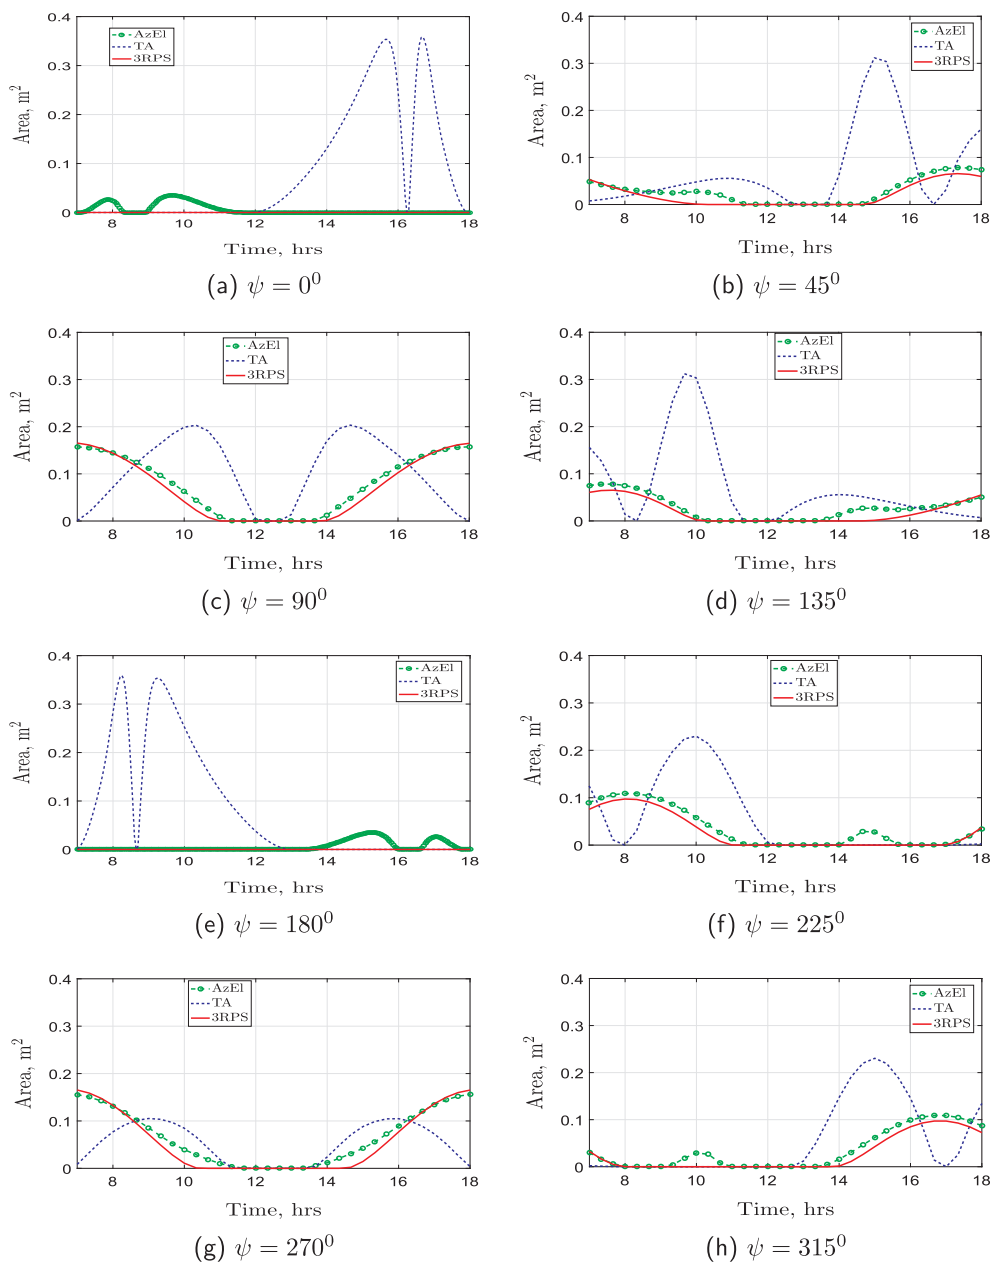 0.4
0.3
0.2
0.1
0
Area, m²
AzEl
TA
3RPS
8 10 12 14 16 18
Time, hrs
(a) ψ = 0⁰
0.4
0.3
0.2
0.1
0
Area, m²
AzEl
TA
3RPS
8 10 12 14 16 18
Time, hrs
(b) ψ = 45⁰
0.4
0.3
0.2
0.1
0
Area, m²
AzEl
TA
3RPS
8 10 12 14 16 18
Time, hrs
(c) ψ = 90⁰
0.4
0.3
0.2
0.1
0
Area, m²
AzEl
TA
3RPS
8 10 12 14 16 18
Time, hrs
(d) ψ = 135⁰
0.4
0.3
0.2
0.1
0
Area, m²
AzEl
TA
3RPS
8 10 12 14 16 18
Time, hrs
(e) ψ = 180⁰
0.4
0.3
0.2
0.1
0
Area, m²
AzEl
TA
3RPS
8 10 12 14 16 18
Time, hrs
(f) ψ = 225⁰
0.4
0.3
0.2
0.1
0
Area, m²
AzEl
TA
3RPS
8 10 12 14 16 18
Time, hrs
(g) ψ = 270⁰
0.4
0.3
0.2
0.1
0
Area, m²
AzEl
TA
3RPS
8 10 12 14 16 18
Time, hrs
(h) ψ = 315⁰